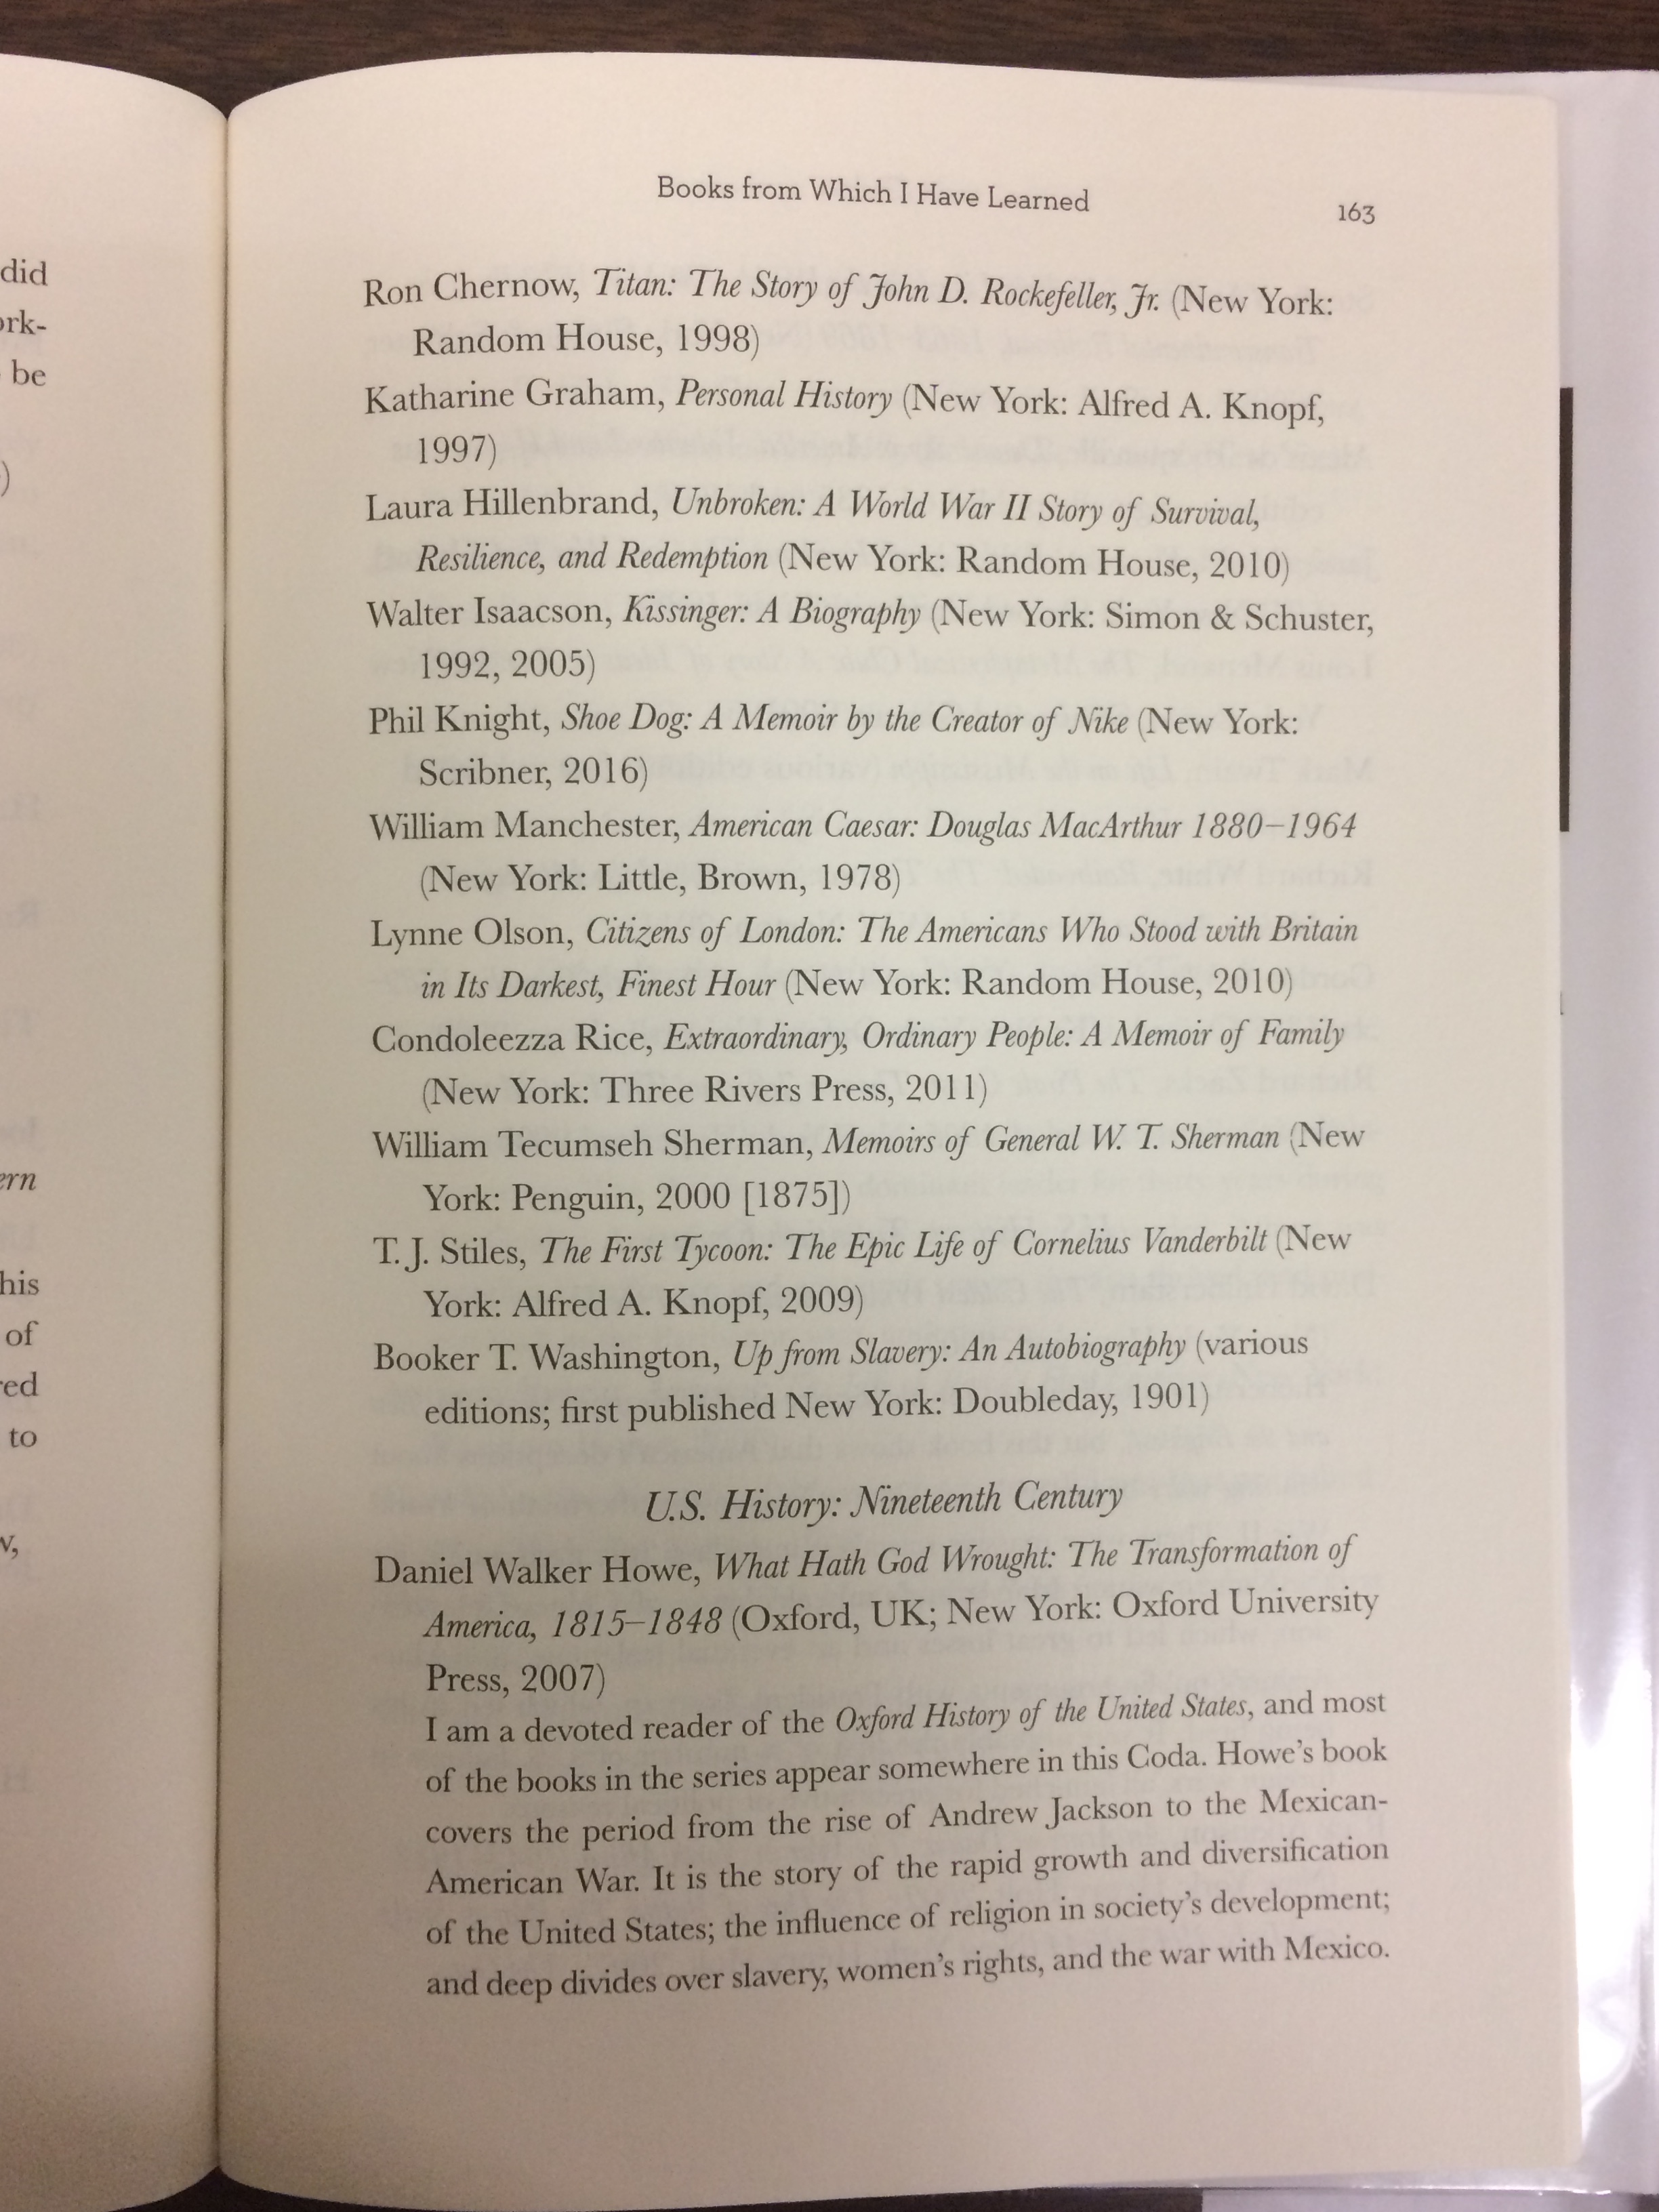 did
ork-
be
)
ern
his
of
red
to
w,
Books from Which I Have Learned
163
Ron Chernow, Titan: The Story of John D. Rockefeller, Jr. (New York:
Random House, 1998)
Katharine Graham, Personal History (New York: Alfred A. Knopf,
1997)
Laura Hillenbrand, Unbroken: A World War II Story of Survival,
Resilience, and Redemption (New York: Random House, 2010)
Walter Isaacson, Kissinger: A Biography (New York: Simon & Schuster,
1992, 2005)
Phil Knight, Shoe Dog: A Memoir by the Creator of Nike (New York:
Scribner, 2016)
William Manchester, American Caesar: Douglas MacArthur 1880–1964
(New York: Little, Brown, 1978)
Lynne Olson, Citizens of London: The Americans Who Stood with Britain
in Its Darkest, Finest Hour (New York: Random House, 2010)
Condoleezza Rice, Extraordinary, Ordinary People: A Memoir of Family
(New York: Three Rivers Press, 2011)
William Tecumseh Sherman, Memoirs of General W. T. Sherman (New
York: Penguin, 2000 [1875])
T. J. Stiles, The First Tycoon: The Epic Life of Cornelius Vanderbilt (New
York: Alfred A. Knopf, 2009)
Booker T. Washington, Up from Slavery: An Autobiography (various
editions; first published New York: Doubleday, 1901)
U.S. History: Nineteenth Century
Daniel Walker Howe, What Hath God Wrought: The Transformation of
America, 1815–1848 (Oxford, UK; New York: Oxford University
Press, 2007)
I am a devoted reader of the Oxford History of the United States, and most
of the books in the series appear somewhere in this Coda. Howe's book
covers the period from the rise of Andrew Jackson to the Mexican-
American War. It is the story of the rapid growth and diversification
of the United States; the influence of religion in society's development;
and deep divides over slavery, women's rights, and the war with Mexico.